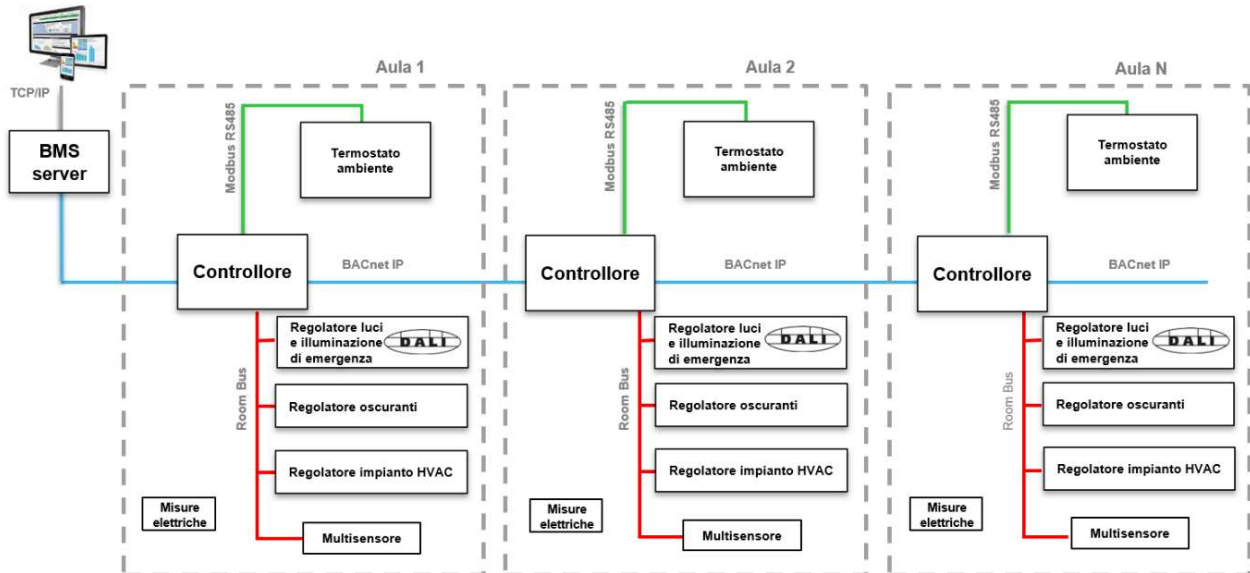 TCP/IP
BMS
server
Aula 1
Modbus RS485
Termostato
ambiente
Controllore
BACnet IP
Regolatore luci
e illuminazione
di emergenza
DALI
Room Bus
Regolatore oscuranti
Regolatore impianto HVAC
Misure
elettriche
Multisensore
Aula 2
Modbus RS485
Termostato
ambiente
Controllore
BACnet IP
Regolatore luci
e illuminazione
di emergenza
DALI
Room Bus
Regolatore oscuranti
Regolatore impianto HVAC
Misure
elettriche
Multisensore
Aula N
Modbus RS485
Termostato
ambiente
Controllore
BACnet IP
Regolatore luci
e illuminazione
di emergenza
DALI
Room Bus
Regolatore oscuranti
Regolatore impianto HVAC
Misure
elettriche
Multisensore